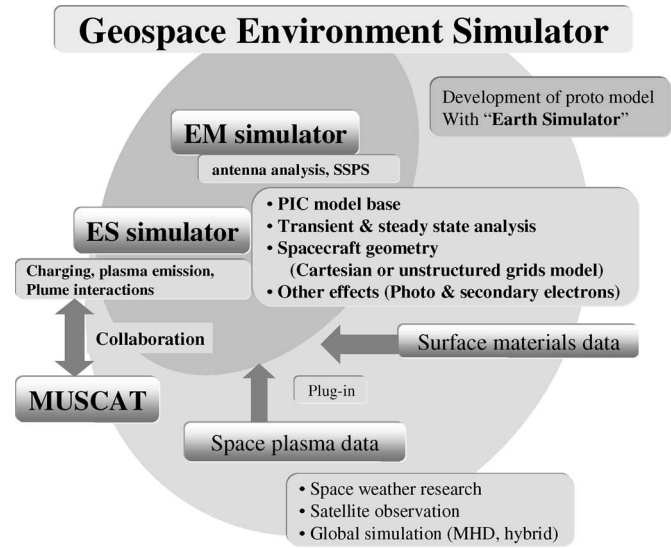 Geospace Environment Simulator
Development of proto model
With “Earth Simulator”
EM simulator
antenna analysis, SSPS
• PIC model base
• Transient & steady state analysis
• Spacecraft geometry
(Cartesian or unstructured grids model)
• Other effects (Photo & secondary electrons)
ES simulator
Charging, plasma emission,
Plume interactions
Collaboration
MUSCAT
Surface materials data
Plug-in
Space plasma data
• Space weather research
• Satellite observation
• Global simulation (MHD, hybrid)